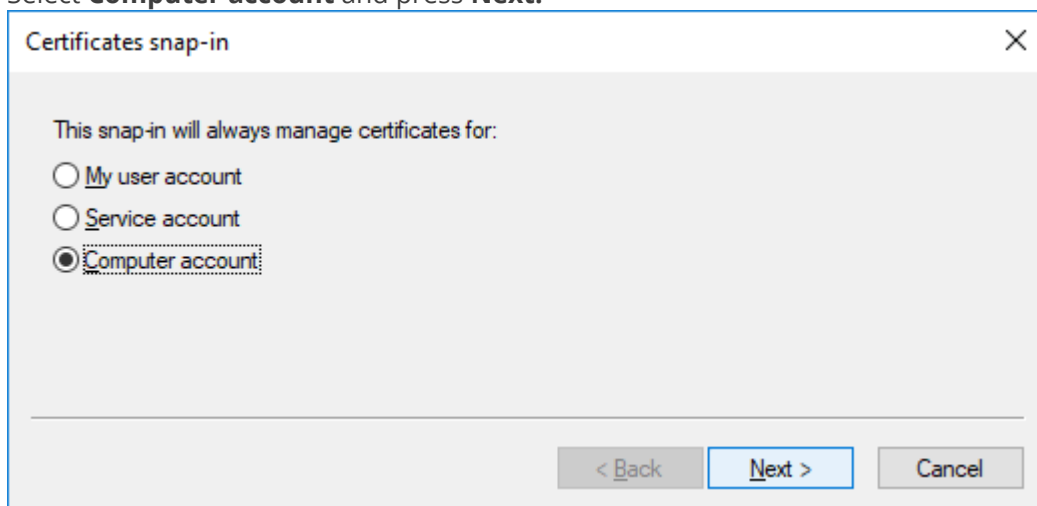 Select Computer account and press Next.
Certificates snap-in
This snap-in will always manage certificates for:
My user account
Service account
Computer account
< Back Next > Cancel